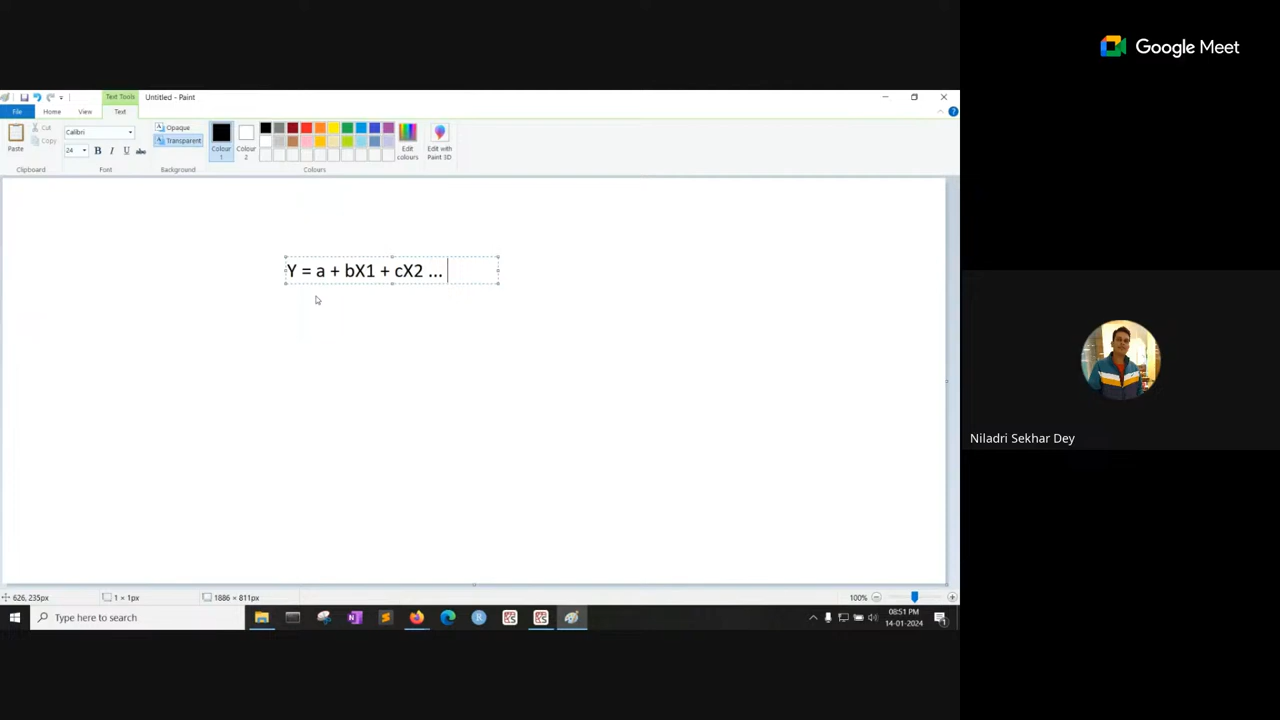 Google Meet
Text Tools
Untitled - Paint
File
Home
View
Text
Paste
Cut
Copy
Clipboard
Calibri
24
B
I
U
abc
Font
Opaque
Transparent
Background
Colour 1
Colour 2
Edit colours
Edit with Paint 3D
Colours
Y = a + bX1 + cX2 ...
Niladri Sekhar Dey
626, 235px
1 × 1px
1886 × 811px
100%
Type here to search
08:51 PM
14-01-2024